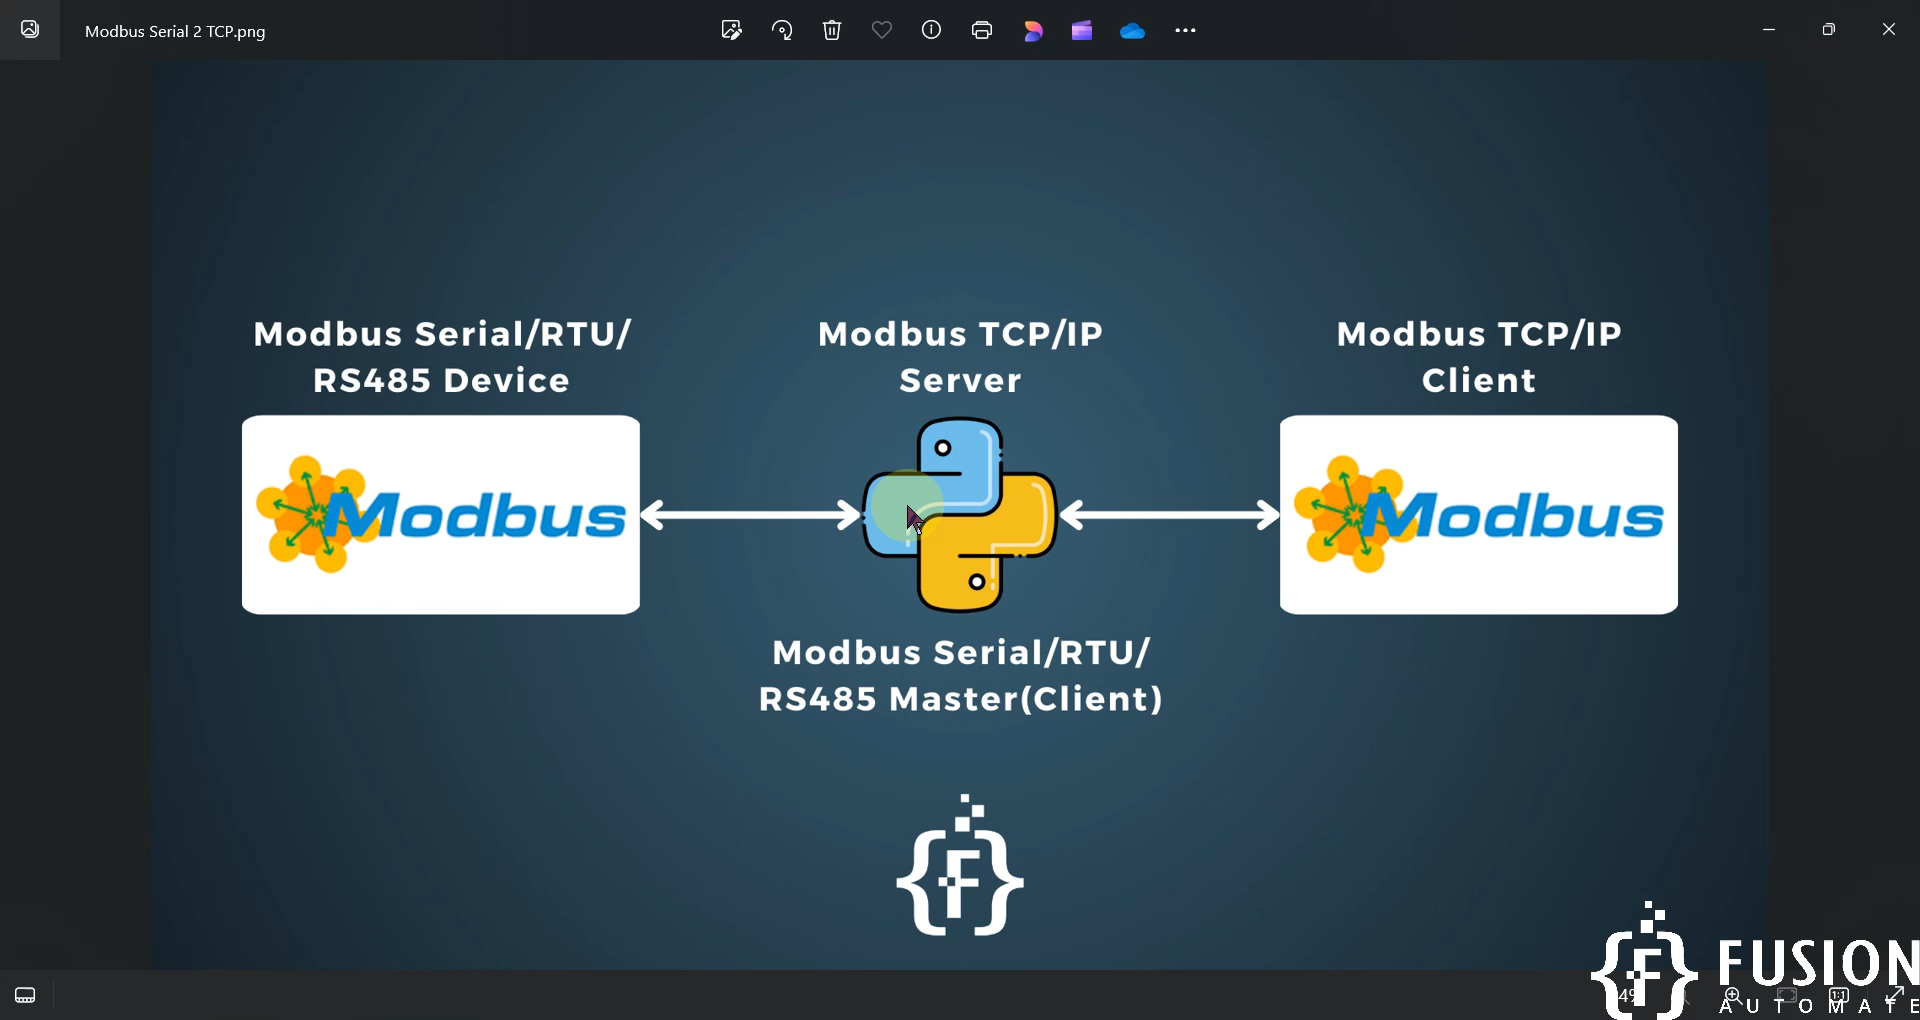 Modbus Serial 2 TCP.png
Modbus Serial/RTU/
RS485 Device
Modbus TCP/IP
Server
Modbus TCP/IP
Client
Modbus
Modbus
Modbus Serial/RTU/
RS485 Master(Client)
{F}
{F} FUSION
AUTOMATE